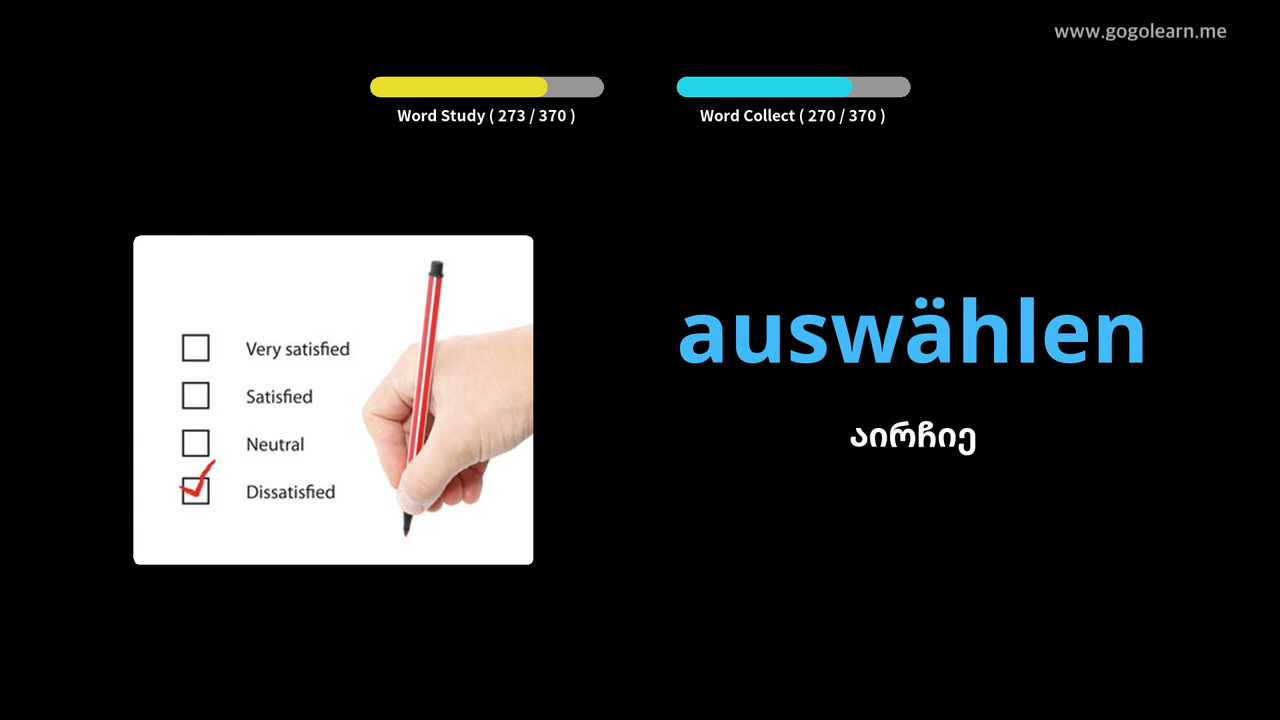 www.gogolearn.me
Word Study ( 273 / 370 )
Word Collect ( 270 / 370 )
Very satisfied
Satisfied
Neutral
Dissatisfied
auswählen
აირჩიე